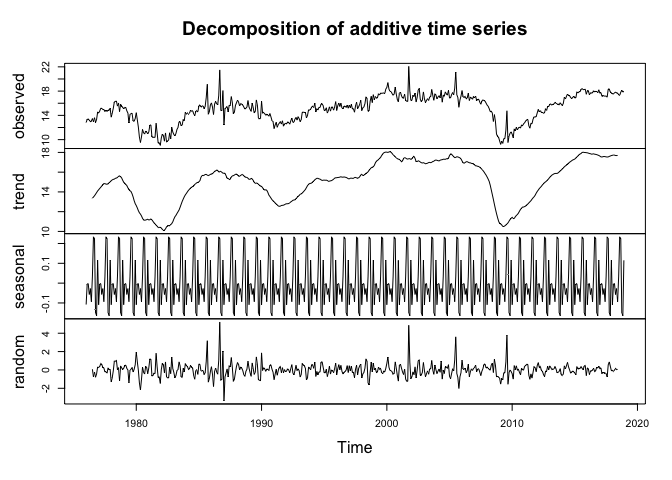 Decomposition of additive time series
observed
10 14 18 22
trend
10 14 18
seasonal
-0.1 0.1
random
-2 0 2 4
1980 1990 2000 2010 2020
Time